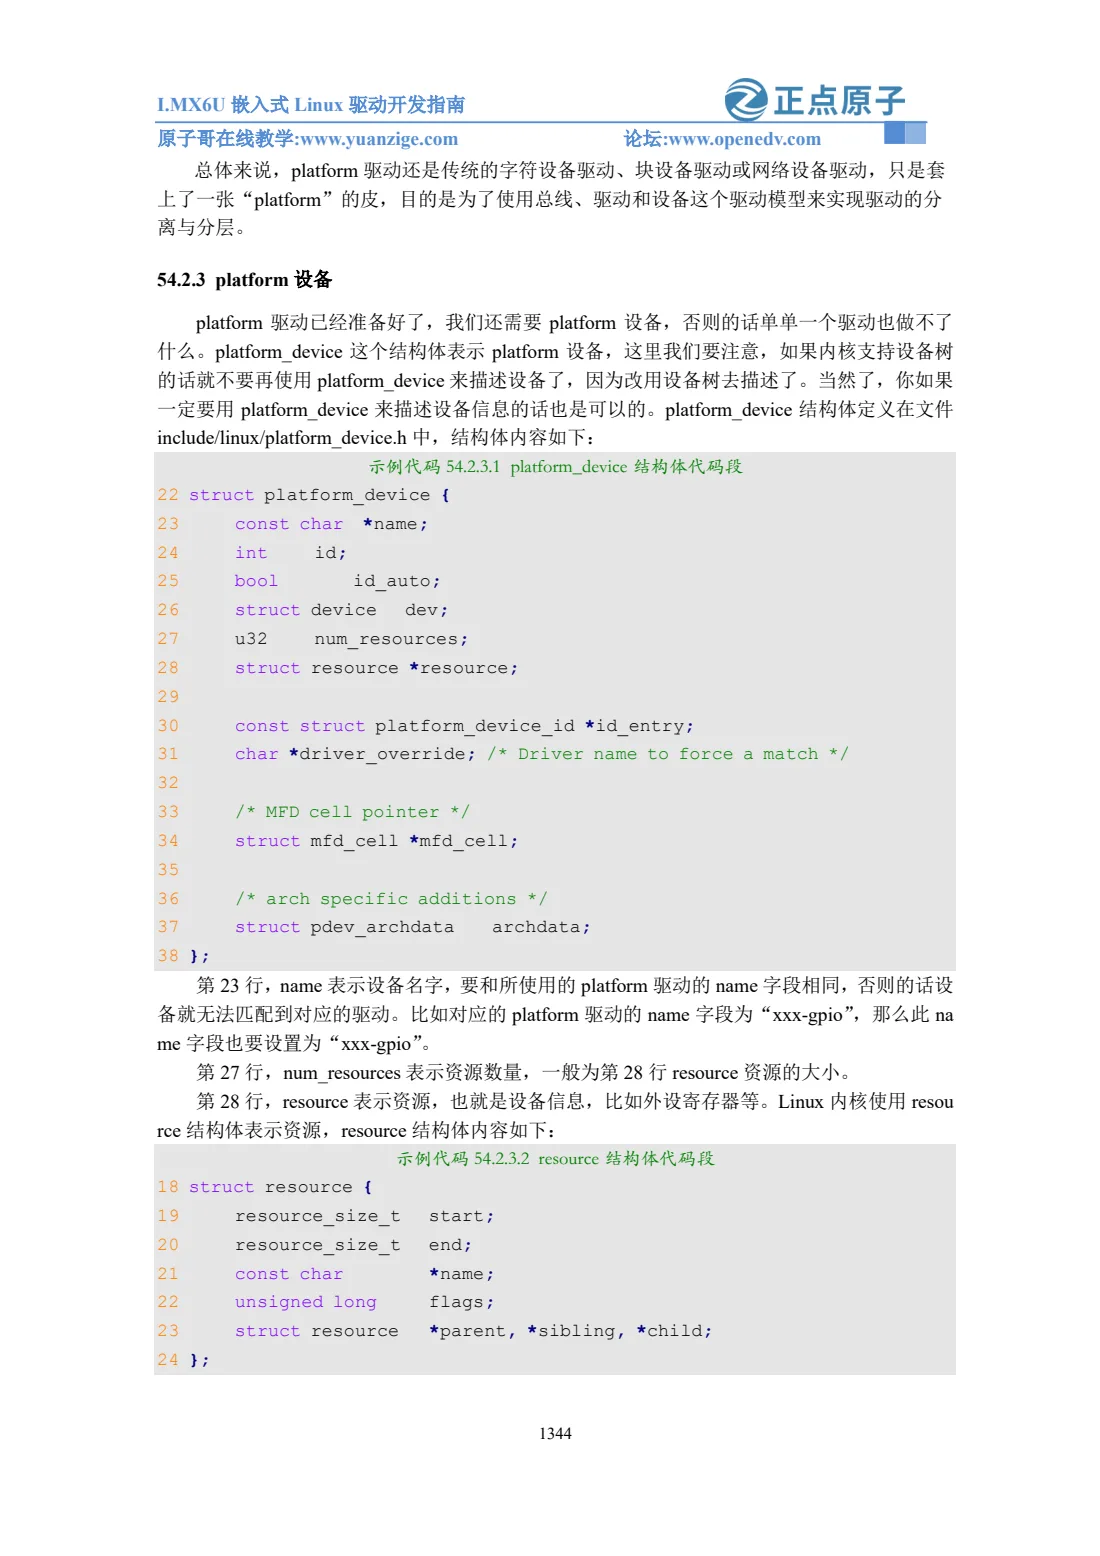 I.MX6U 嵌入式 Linux 驱动开发指南
正点原子
原子哥在线教学:www.yuanzige.com 论坛:www.openedv.com
总体来说，platform 驱动还是传统的字符设备驱动、块设备驱动或网络设备驱动，只是套
上了一张“platform”的皮，目的是为了使用总线、驱动和设备这个驱动模型来实现驱动的分
离与分层。
54.2.3 platform 设备
platform 驱动已经准备好了，我们还需要 platform 设备，否则的话单单一个驱动也做不了
什么。platform_device 这个结构体表示 platform 设备，这里我们要注意，如果内核支持设备树
的话就不要再使用 platform_device 来描述设备了，因为改用设备树去描述了。当然了，你如果
一定要用 platform_device 来描述设备信息的话也是可以的。platform_device 结构体定义在文件
include/linux/platform_device.h 中，结构体内容如下：
示例代码 54.2.3.1 platform_device 结构体代码段
22 struct platform_device {
23     const char  *name;
24     int     id;
25     bool        id_auto;
26     struct device   dev;
27     u32     num_resources;
28     struct resource *resource;
29
30     const struct platform_device_id *id_entry;
31     char *driver_override; /* Driver name to force a match */
32
33     /* MFD cell pointer */
34     struct mfd_cell *mfd_cell;
35
36     /* arch specific additions */
37     struct pdev_archdata    archdata;
38 };
第 23 行，name 表示设备名字，要和所使用的 platform 驱动的 name 字段相同，否则的话设
备就无法匹配到对应的驱动。比如对应的 platform 驱动的 name 字段为“xxx-gpio”，那么此 na
me 字段也要设置为“xxx-gpio”。
第 27 行，num_resources 表示资源数量，一般为第 28 行 resource 资源的大小。
第 28 行，resource 表示资源，也就是设备信息，比如外设寄存器等。Linux 内核使用 resou
rce 结构体表示资源，resource 结构体内容如下：
示例代码 54.2.3.2 resource 结构体代码段
18 struct resource {
19     resource_size_t   start;
20     resource_size_t   end;
21     const char        *name;
22     unsigned long     flags;
23     struct resource   *parent, *sibling, *child;
24 };
1344